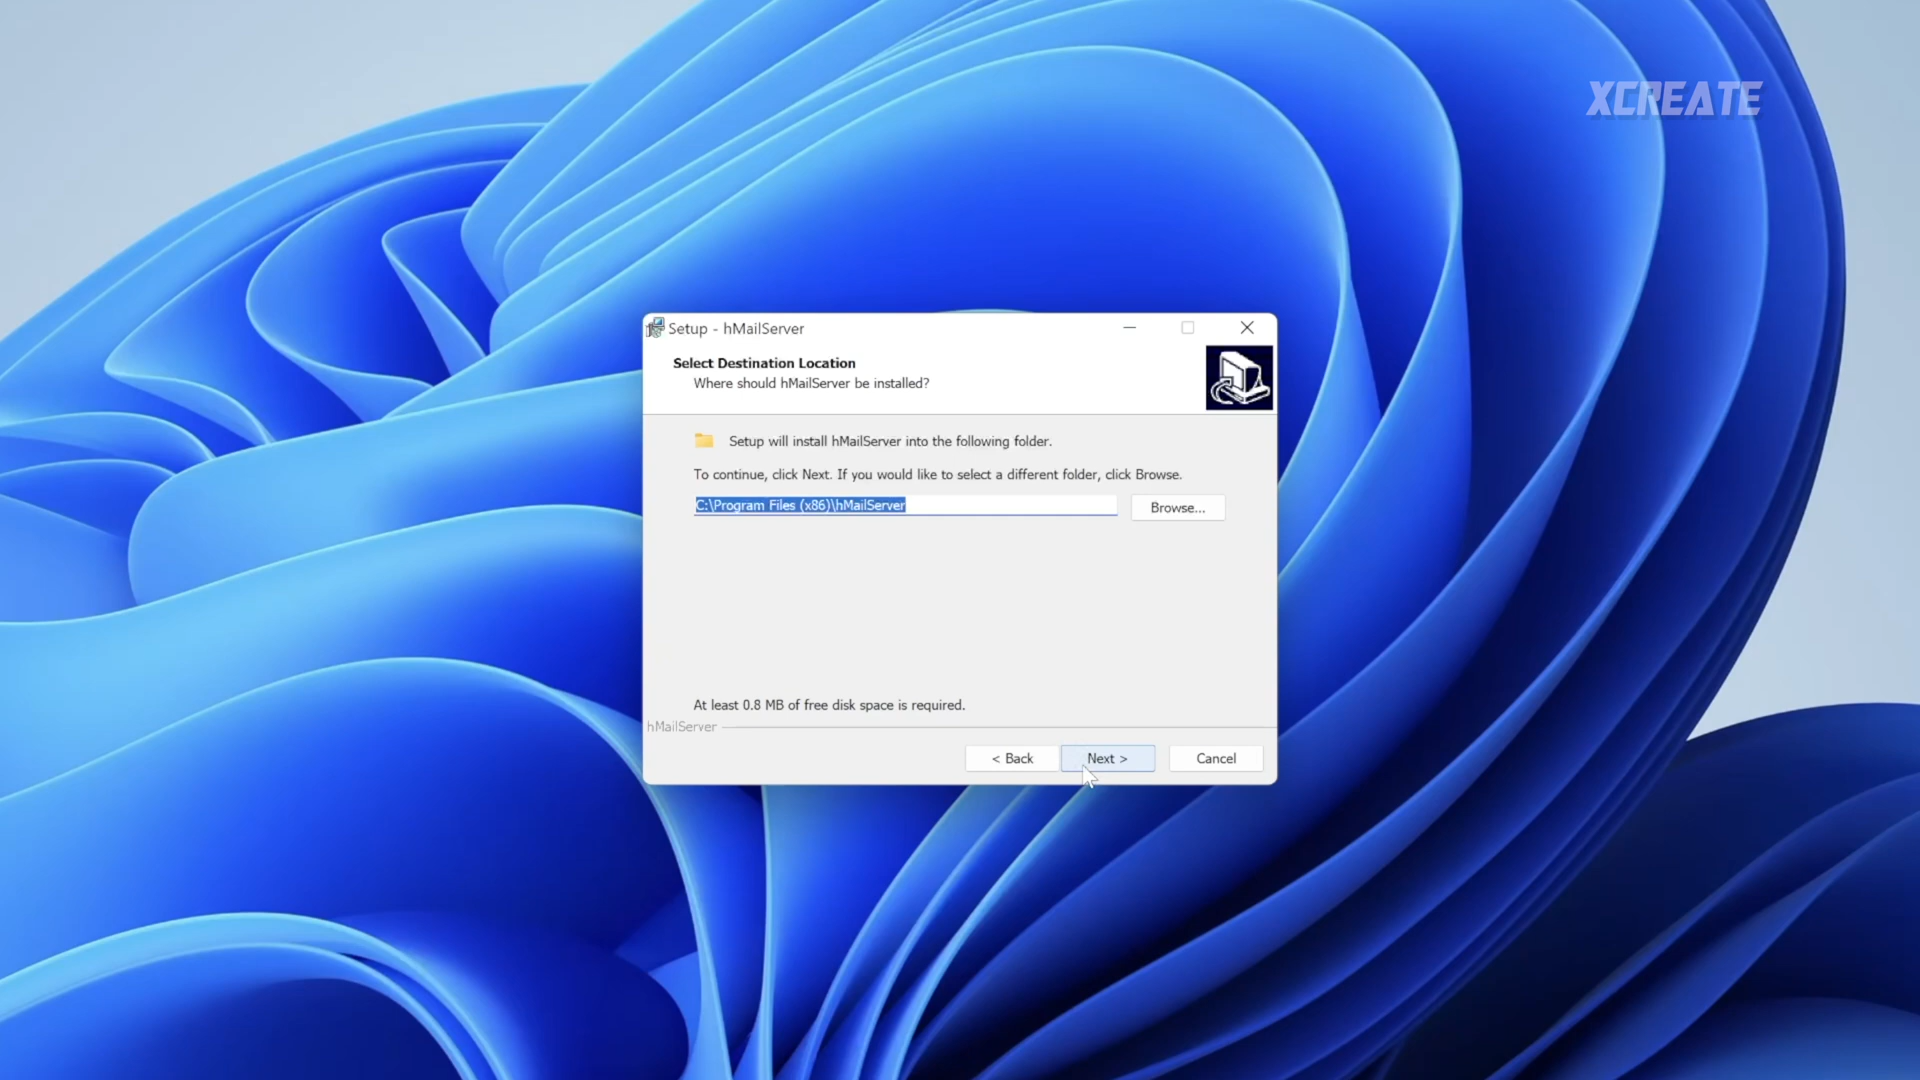 XCREATE
Setup - hMailServer
Select Destination Location
Where should hMailServer be installed?
Setup will install hMailServer into the following folder.
To continue, click Next. If you would like to select a different folder, click Browse.
C:\Program Files (x86)\hMailServer
Browse...
At least 0.8 MB of free disk space is required.
hMailServer
< Back
Next >
Cancel